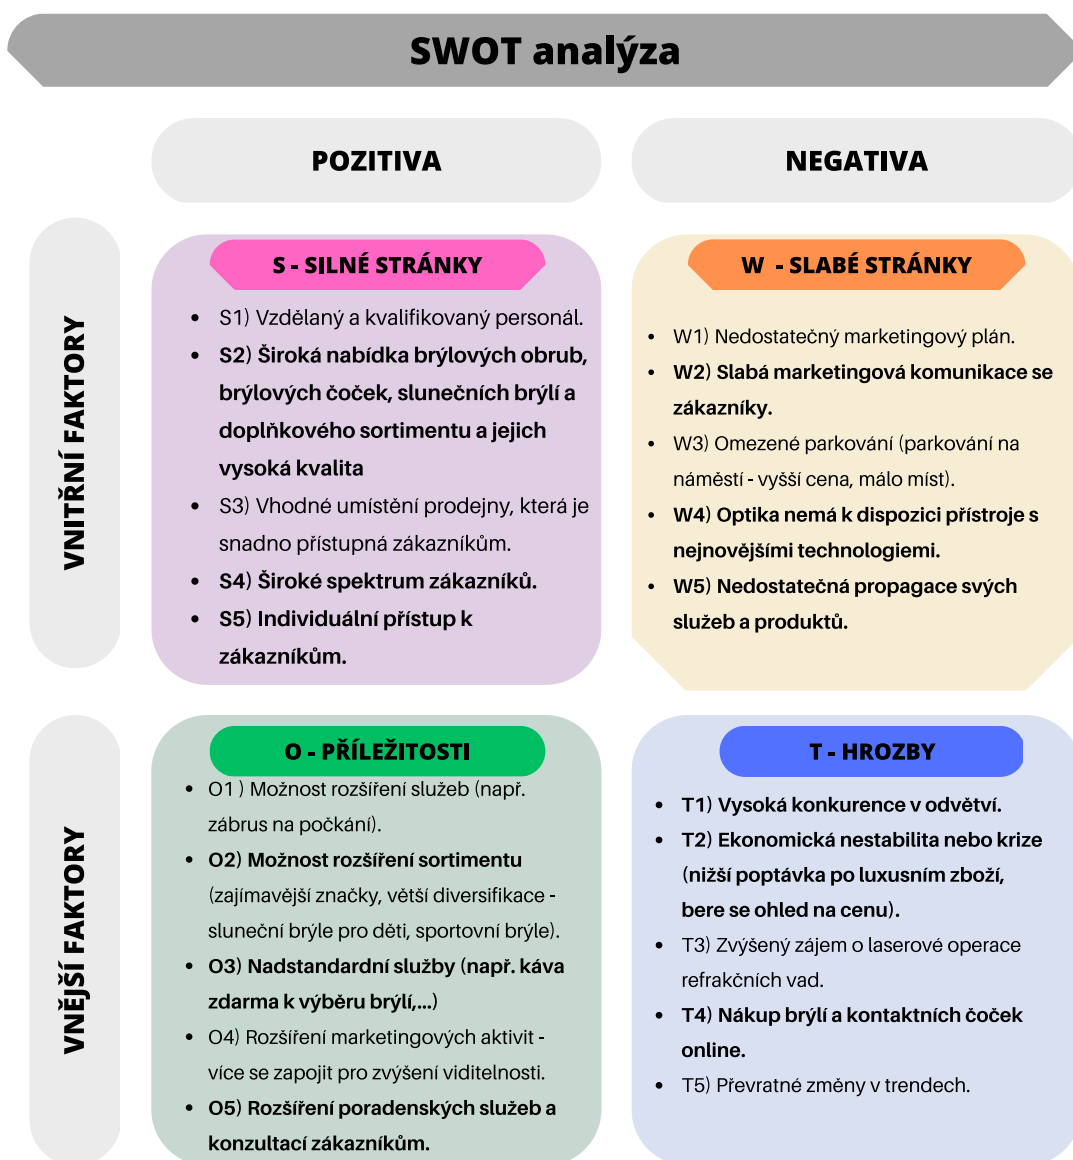 SWOT analýza
POZITIVA
NEGATIVA
VNITŘNÍ FAKTORY
S - SILNÉ STRÁNKY
S1) Vzdělaný a kvalifikovaný personál.
S2) Široká nabídka brýlových obrub,
brýlových čoček, slunečních brýlí a
doplňkového sortimentu a jejich
vysoká kvalita
S3) Vhodné umístění prodejny, která je
snadno přístupná zákazníkům.
S4) Široké spektrum zákazníků.
S5) Individuální přístup k
zákazníkům.
W - SLABÉ STRÁNKY
W1) Nedostatečný marketingový plán.
W2) Slabá marketingová komunikace se
zákazníky.
W3) Omezené parkování (parkování na
náměstí - vyšší cena, málo míst).
W4) Optika nemá k dispozici přístroje s
nejnovějšími technologiemi.
W5) Nedostatečná propagace svých
služeb a produktů.
VNĚJŠÍ FAKTORY
O - PŘÍLEŽITOSTI
O1 ) Možnost rozšíření služeb (např.
zábrus na počkání).
O2) Možnost rozšíření sortimentu
(zajímavější značky, větší diversifikace -
sluneční brýle pro děti, sportovní brýle).
O3) Nadstandardní služby (např. káva
zdarma k výběru brýlí,...)
O4) Rozšíření marketingových aktivit -
více se zapojit pro zvýšení viditelnosti.
O5) Rozšíření poradenských služeb a
konzultací zákazníkům.
T - HROZBY
T1) Vysoká konkurence v odvětví.
T2) Ekonomická nestabilita nebo krize
(nižší poptávka po luxusním zboží,
bere se ohled na cenu).
T3) Zvýšený zájem o laserové operace
refrakčních vad.
T4) Nákup brýlí a kontaktních čoček
online.
T5) Převratné změny v trendech.